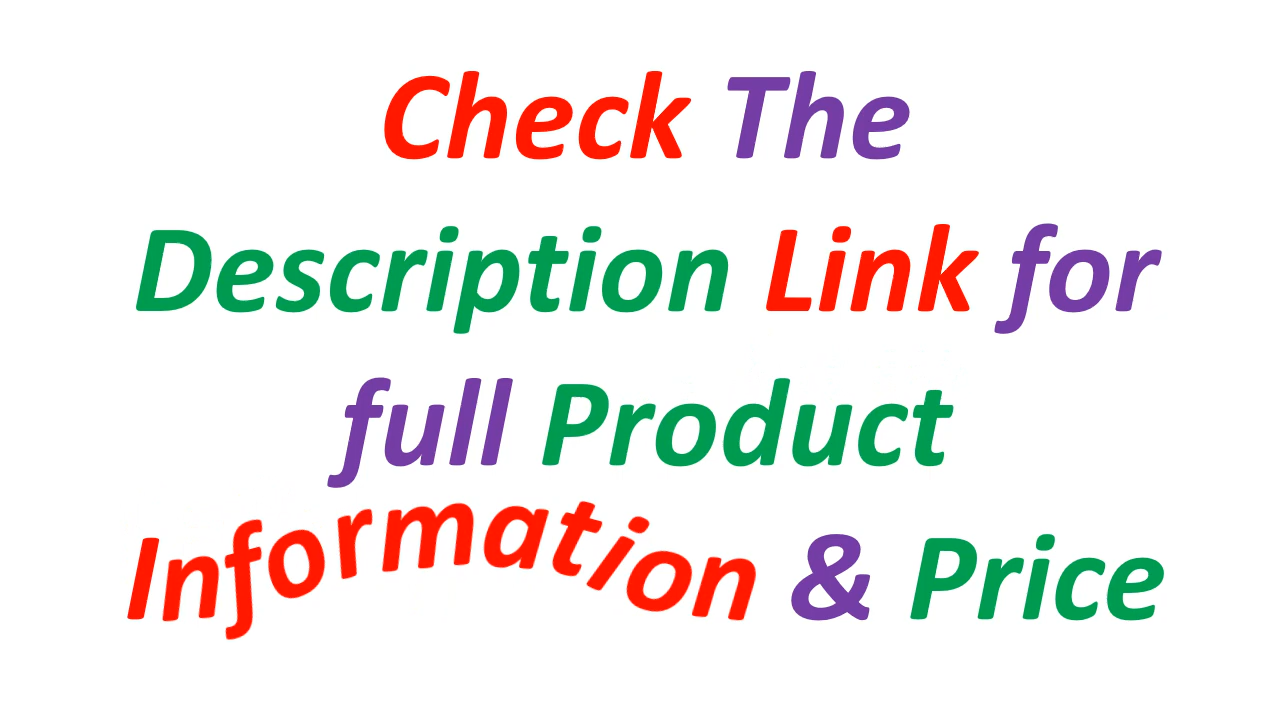 Check The
Description Link for
full Product
Information & Price